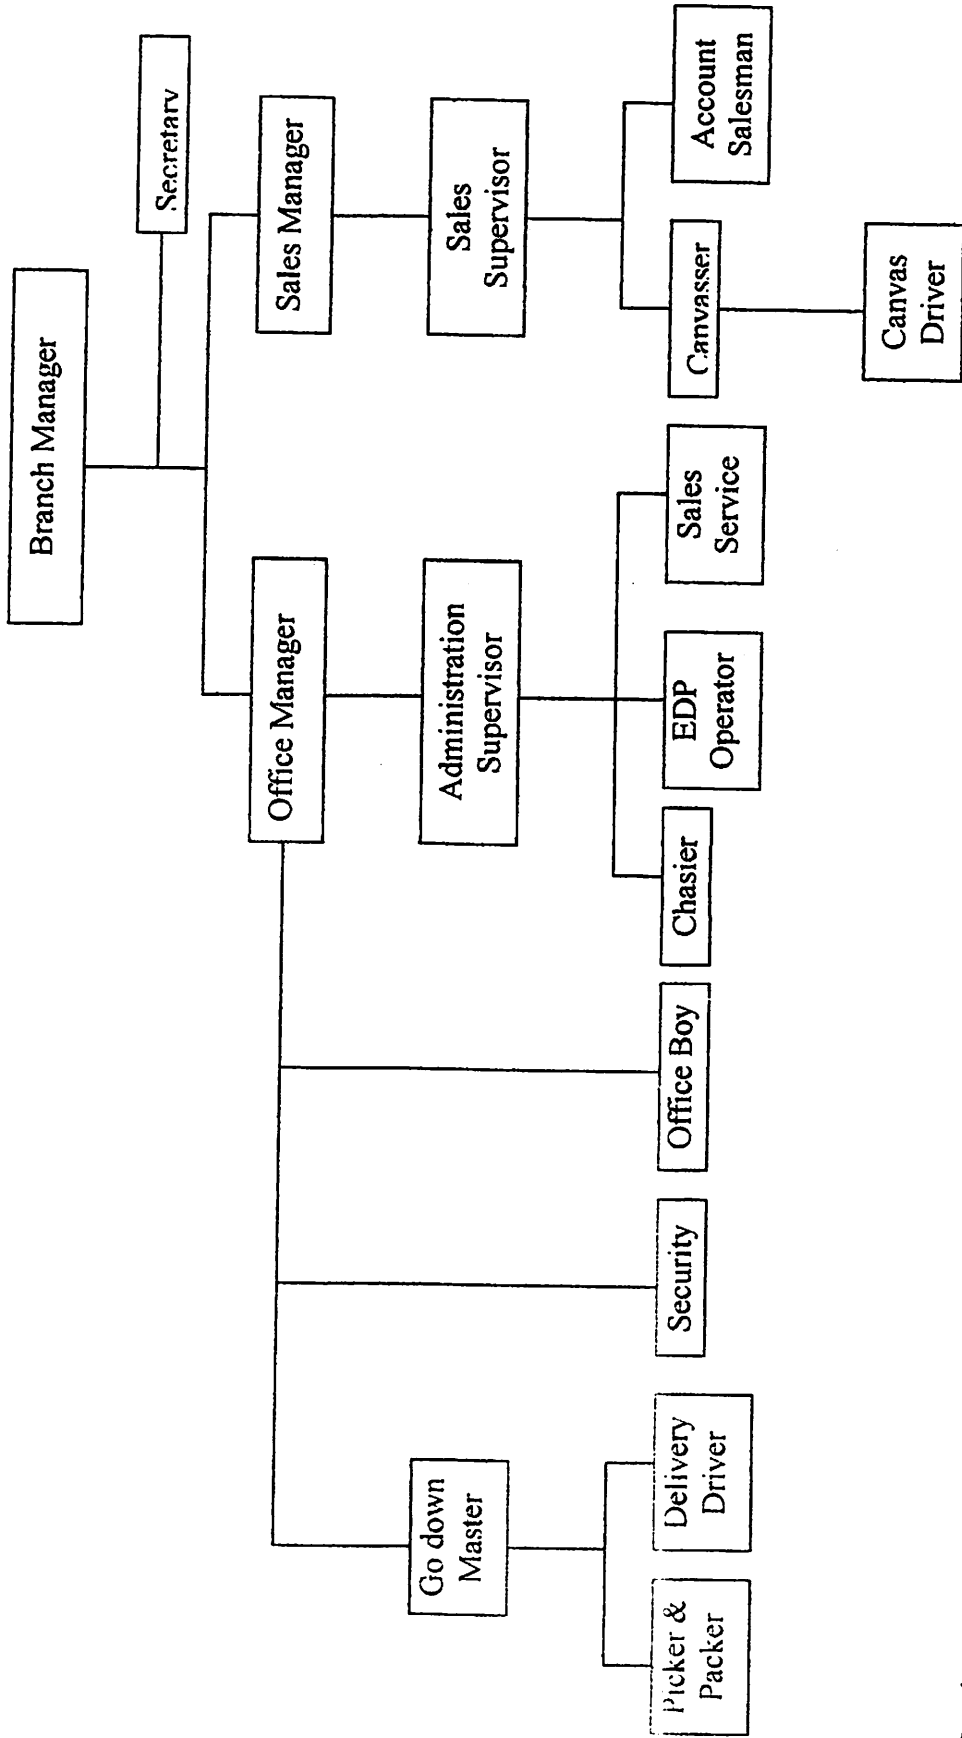 Branch Manager
Secretary
Office Manager
Sales Manager
Go down
Master
Administration
Supervisor
Sales
Supervisor
Picker &
Packer
Delivery
Driver
Security
Office Boy
Chasier
EDP
Operator
Sales
Service
Canvasser
Account
Salesman
Canvas
Driver